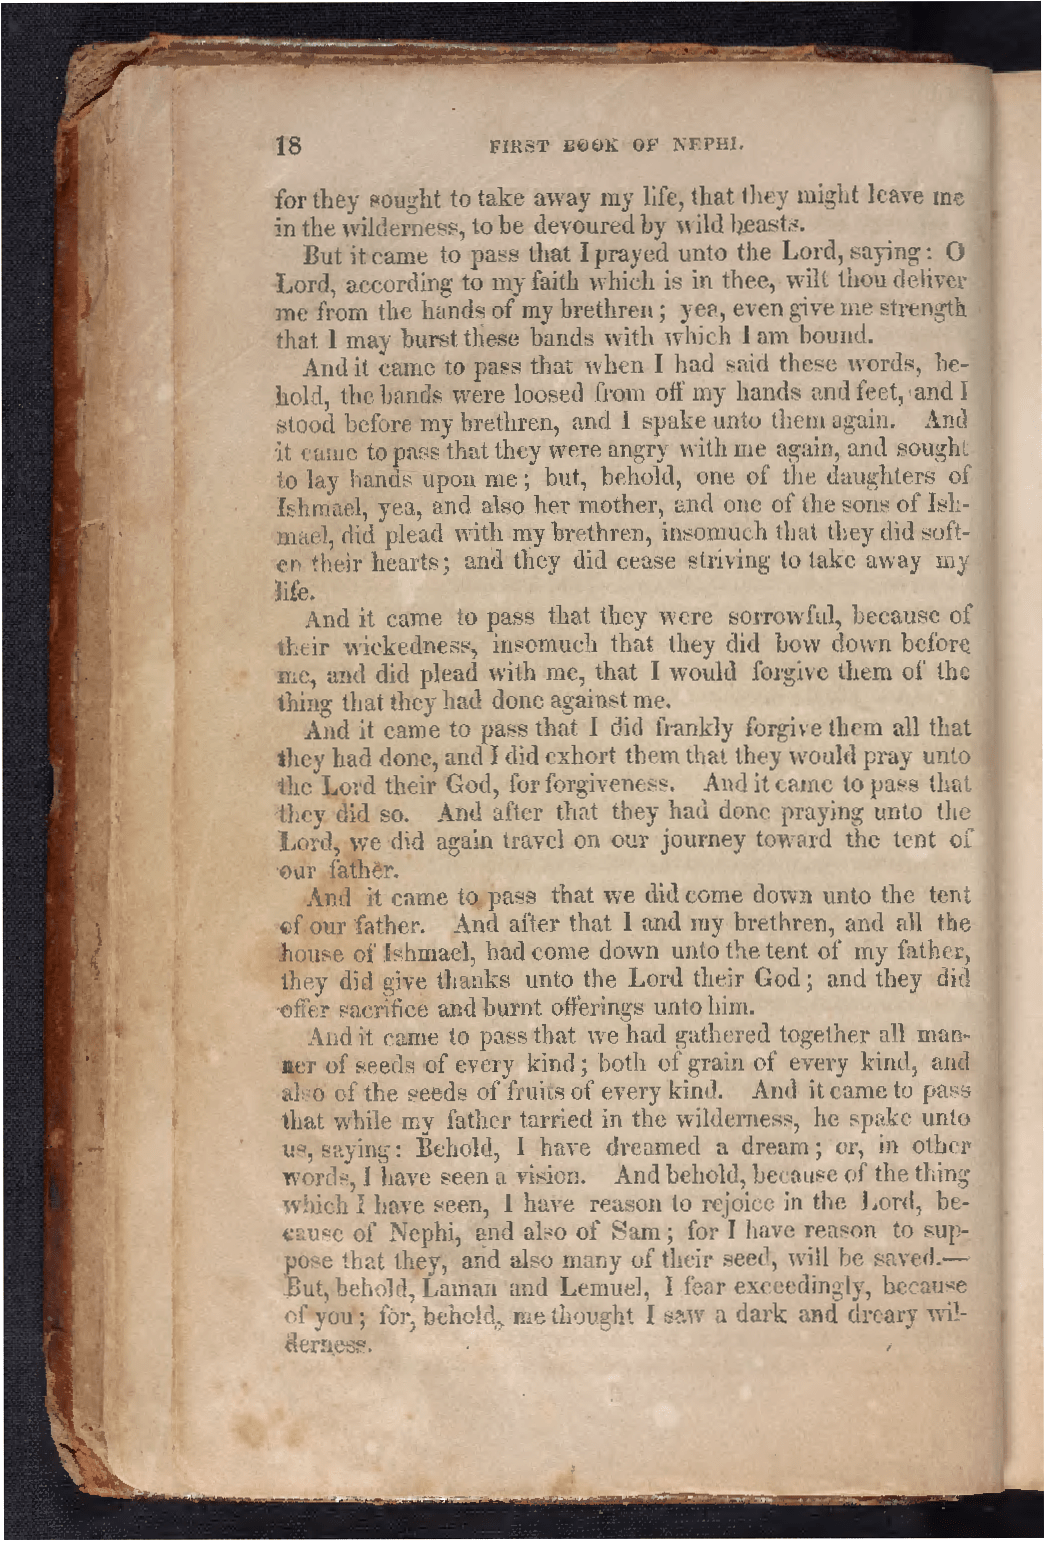 18 FIRST BOOK OF NEPHI.
for they sought to take away my life, that they might leave me
in the wilderness, to be devoured by wild beasts.
But it came to pass that I prayed unto the Lord, saying: O
Lord, according to my faith which is in thee, wilt thou deliver
me from the hands of my brethren; yea, even give me strength
that I may burst these bands with which I am bound.
And it came to pass that when I had said these words, be-
hold, the bands were loosed from off my hands and feet, and I
stood before my brethren, and I spake unto them again. And
it came to pass that they were angry with me again, and sought
to lay hands upon me; but, behold, one of the daughters of
Ishmael, yea, and also her mother, and one of the sons of Ish-
mael, did plead with my brethren, insomuch that they did soft-
en their hearts; and they did cease striving to take away my
life.
And it came to pass that they were sorrowful, because of
their wickedness, insomuch that they did bow down before
me, and did plead with me, that I would forgive them of the
thing that they had done against me.
And it came to pass that I did frankly forgive them all that
they had done, and I did exhort them that they would pray unto
the Lord their God, for forgiveness. And it came to pass that
they did so. And after that they had done praying unto the
Lord, we did again travel on our journey toward the tent of
our father.
And it came to pass that we did come down unto the tent
of our father. And after that I and my brethren, and all the
house of Ishmael, had come down unto the tent of my father,
they did give thanks unto the Lord their God; and they did
offer sacrifice and burnt offerings unto him.
And it came to pass that we had gathered together all man-
ner of seeds of every kind; both of grain of every kind, and
also of the seeds of fruits of every kind. And it came to pass
that while my father tarried in the wilderness, he spake unto
us, saying: Behold, I have dreamed a dream; or, in other
words, I have seen a vision. And behold, because of the thing
which I have seen, I have reason to rejoice in the Lord, be-
cause of Nephi, and also of Sam; for I have reason to sup-
pose that they, and also many of their seed, will be saved.—
But, behold, Laman and Lemuel, I fear exceedingly, because
of you; for, behold, me thought I saw a dark and dreary wil-
derness.